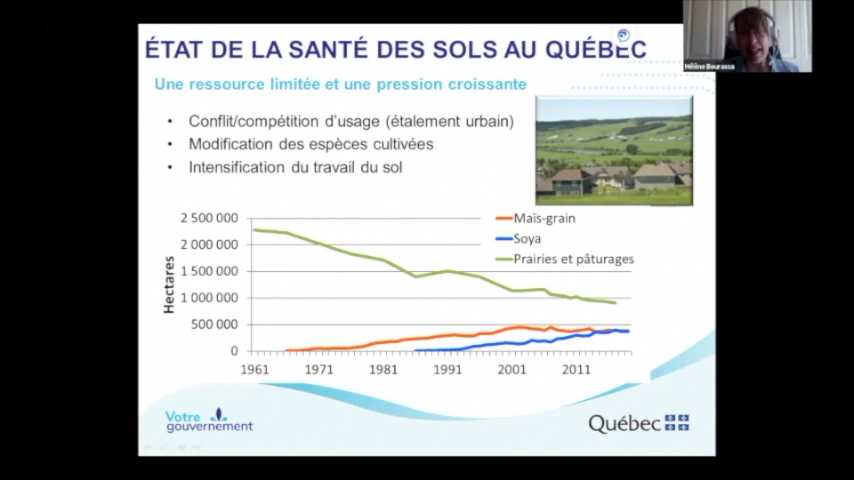 ÉTAT DE LA SANTÉ DES SOLS AU QUÉBEC
Hélène Bourassa
Une ressource limitée et une pression croissante
• Conflit/compétition d'usage (étalement urbain)
• Modification des espèces cultivées
• Intensification du travail du sol
Maïs-grain
Soya
Prairies et pâturages
Hectares
2 500 000
2 000 000
1 500 000
1 000 000
500 000
0
1961 1971 1981 1991 2001 2011
Votre
gouvernement
Québec